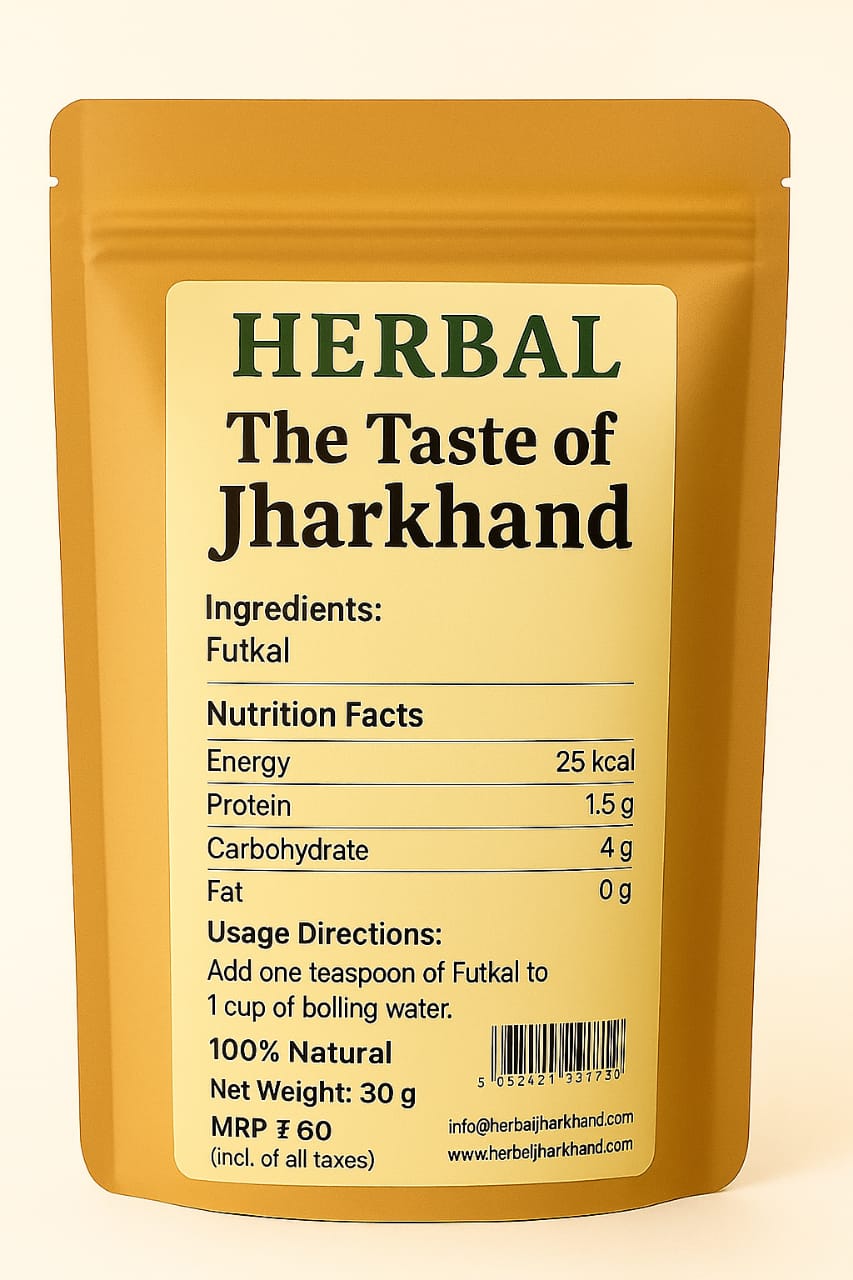 HERBAL
The Taste of
Jharkhand
Ingredients:
Futkal
Nutrition Facts
Energy 25 kcal
Protein 1.5 g
Carbohydrate 4 g
Fat 0 g
Usage Directions:
Add one teaspoon of Futkal to
1 cup of bolling water.
100% Natural
Net Weight: 30 g
MRP ₹ 60
(incl. of all taxes)
5 052421 337730
info@herbaijharkhand.com
www.herbeljharkhand.com